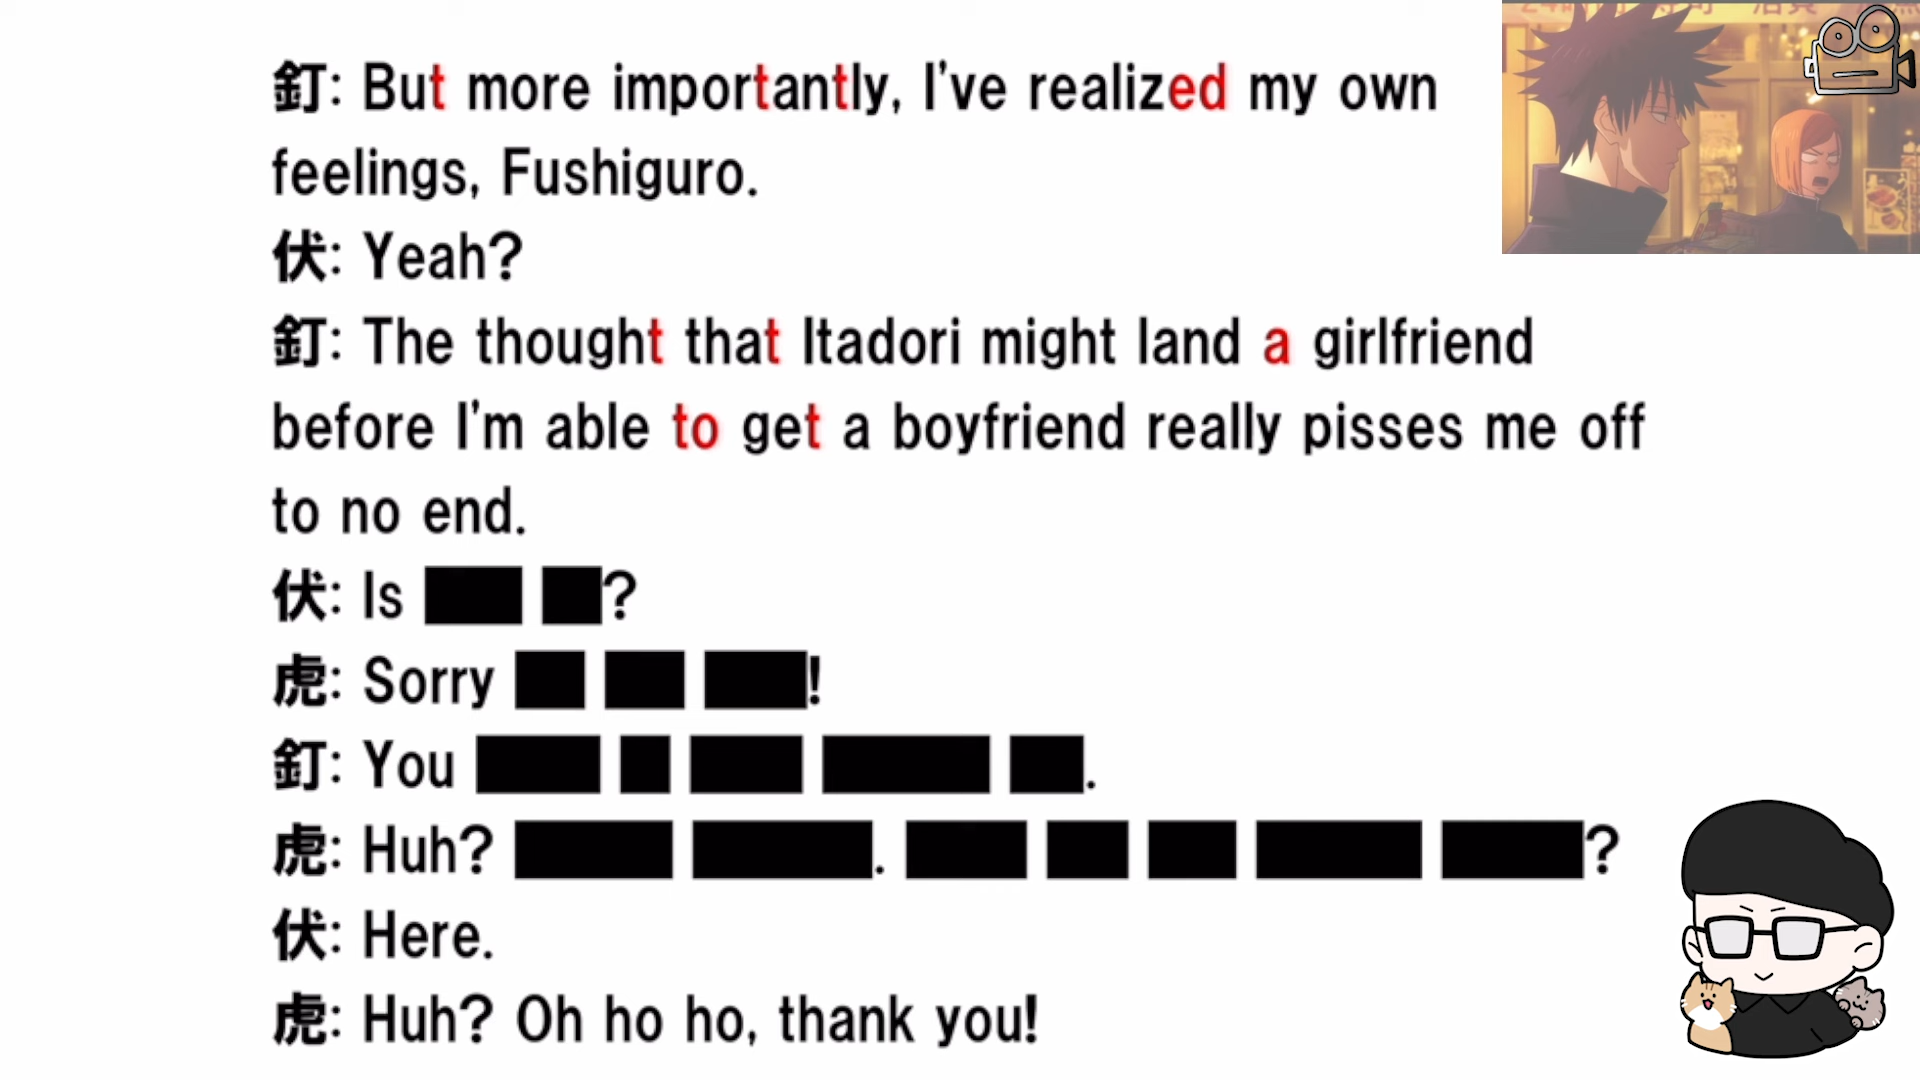 釘: But more importantly, I've realized my own
feelings, Fushiguro.
伏: Yeah?
釘: The thought that Itadori might land a girlfriend
before I'm able to get a boyfriend really pisses me off
to no end.
伏: Is ?
虎: Sorry !
釘: You .
虎: Huh? . ?
伏: Here.
虎: Huh? Oh ho ho, thank you!